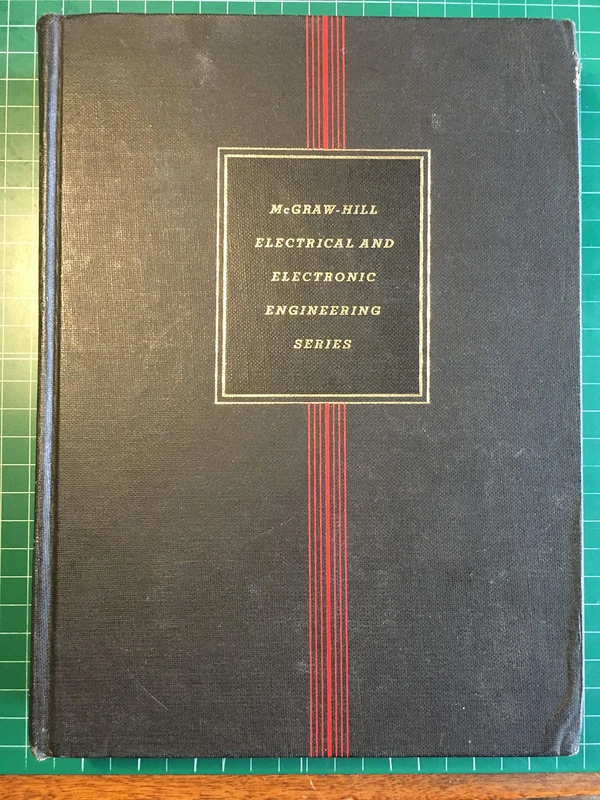 McGRAW-HILL
ELECTRICAL AND
ELECTRONIC
ENGINEERING
SERIES